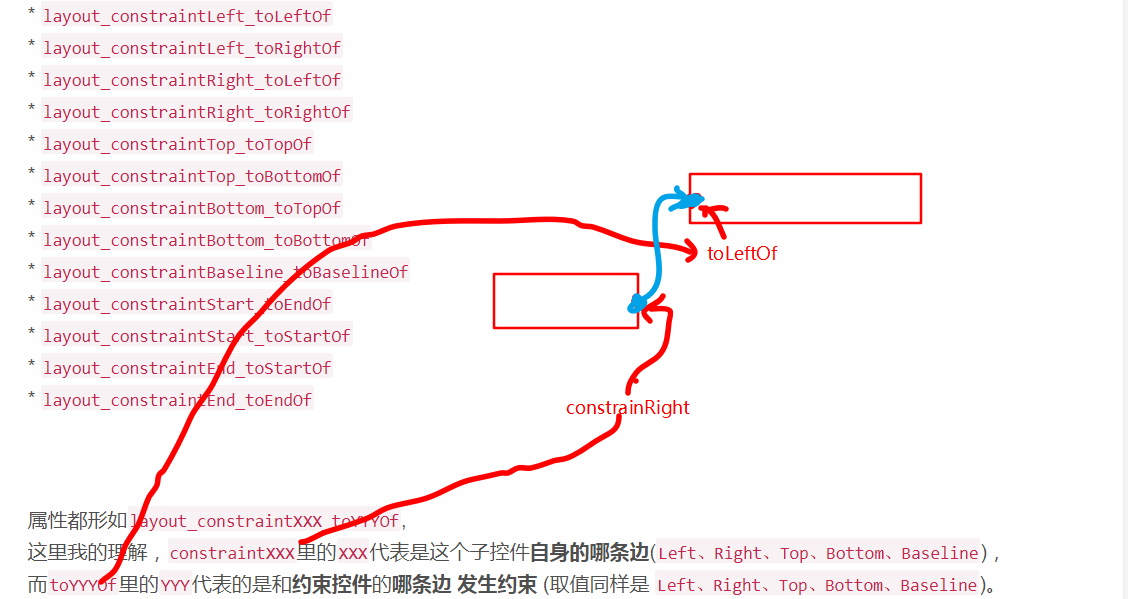 * layout_constraintLeft_toLeftOf
* layout_constraintLeft_toRightOf
* layout_constraintRight_toLeftOf
* layout_constraintRight_toRightOf
* layout_constraintTop_toTopOf
* layout_constraintTop_toBottomOf
* layout_constraintBottom_toTopOf
* layout_constraintBottom_toBottomOf
* layout_constraintBaseline_toBaselineOf
* layout_constraintStart_toEndOf
* layout_constraintStart_toStartOf
* layout_constraintEnd_toStartOf
* layout_constraintEnd_toEndOf
toLeftOf
constrainRight
属性都形如layout_constraintXXX_toYYYOf,
这里我的理解，constraintXXX里的XXX代表是这个子控件自身的哪条边(Left、Right、Top、Bottom、Baseline)，
而toYYYOf里的YYY代表的是和约束控件的哪条边 发生约束 (取值同样是 Left、Right、Top、Bottom、Baseline)。